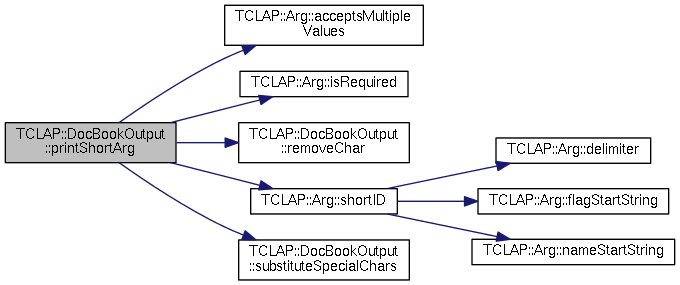 TCLAP::Arg::acceptsMultiple
Values
TCLAP::Arg::isRequired
TCLAP::DocBookOutput
::printShortArg
TCLAP::DocBookOutput
::removeChar
TCLAP::Arg::delimiter
TCLAP::Arg::shortID
TCLAP::Arg::flagStartString
TCLAP::Arg::nameStartString
TCLAP::DocBookOutput
::substituteSpecialChars